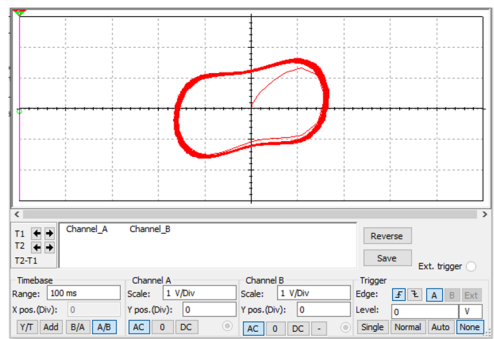 T1
T2
T2-T1
Channel_A Channel_B
Reverse
Save
Ext. trigger
Timebase
Range: 100 ms
X pos.(Div): 0
Y/T Add B/A A/B
Channel A
Scale: 1 V/Div
Y pos.(Div): 0
AC 0 DC
Channel B
Scale: 1 V/Div
Y pos.(Div): 0
AC 0 DC -
Trigger
Edge: A B Ext
Level: 0 V
Single Normal Auto None